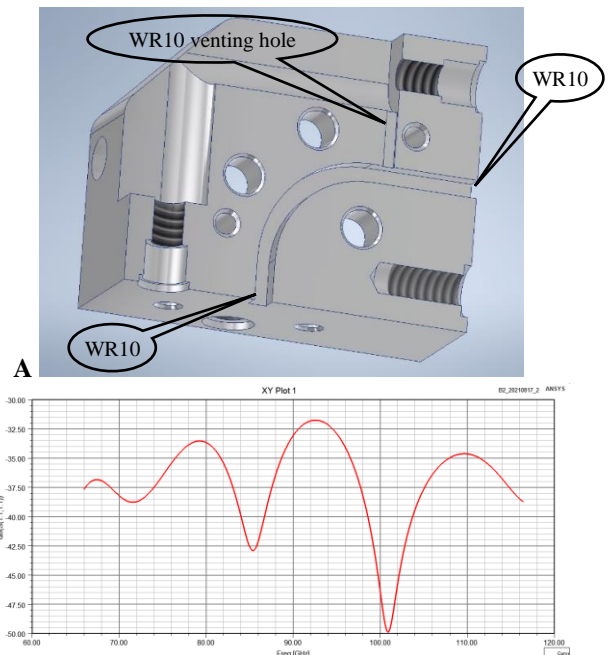 WR10 venting hole
WR10
WR10
A
XY Plot 1
B2_20210817_2 ANSYS
-30.00
-32.50
-35.00
-37.50
-40.00
-42.50
-45.00
-47.50
-50.00
60.00 70.00 80.00 90.00 100.00 110.00 120.00
Freq [GHz]